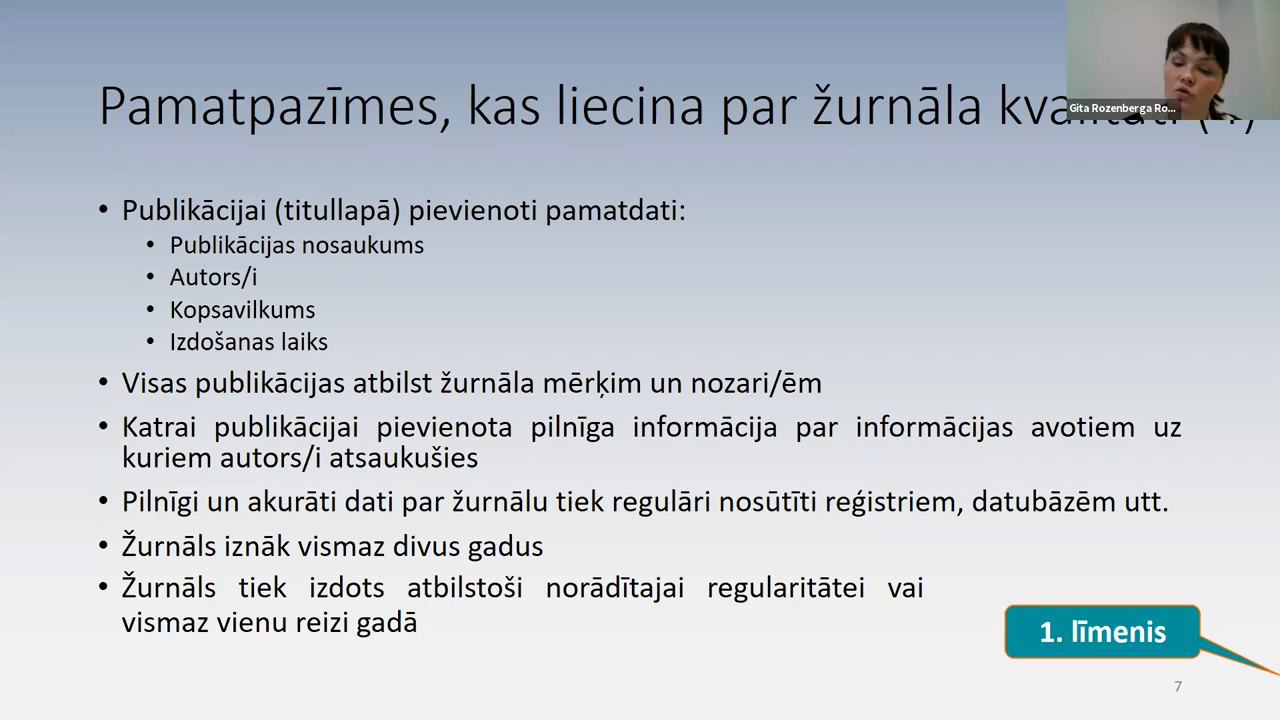 Pamatpazīmes, kas liecina par žurnāla
Gita Rozenberga Ro...
• Publikācijai (titullapā) pievienoti pamatdati:
• Publikācijas nosaukums
• Autors/i
• Kopsavilkums
• Izdošanas laiks
• Visas publikācijas atbilst žurnāla mērķim un nozari/ēm
• Katrai publikācijai pievienota pilnīga informācija par informācijas avotiem uz
kuriem autors/i atsaukušies
• Pilnīgi un akurāti dati par žurnālu tiek regulāri nosūtīti reģistriem, datubāzēm utt.
• Žurnāls iznāk vismaz divus gadus
• Žurnāls tiek izdots atbilstoši norādītajai regularitātei vai
vismaz vienu reizi gadā
1. līmenis
7